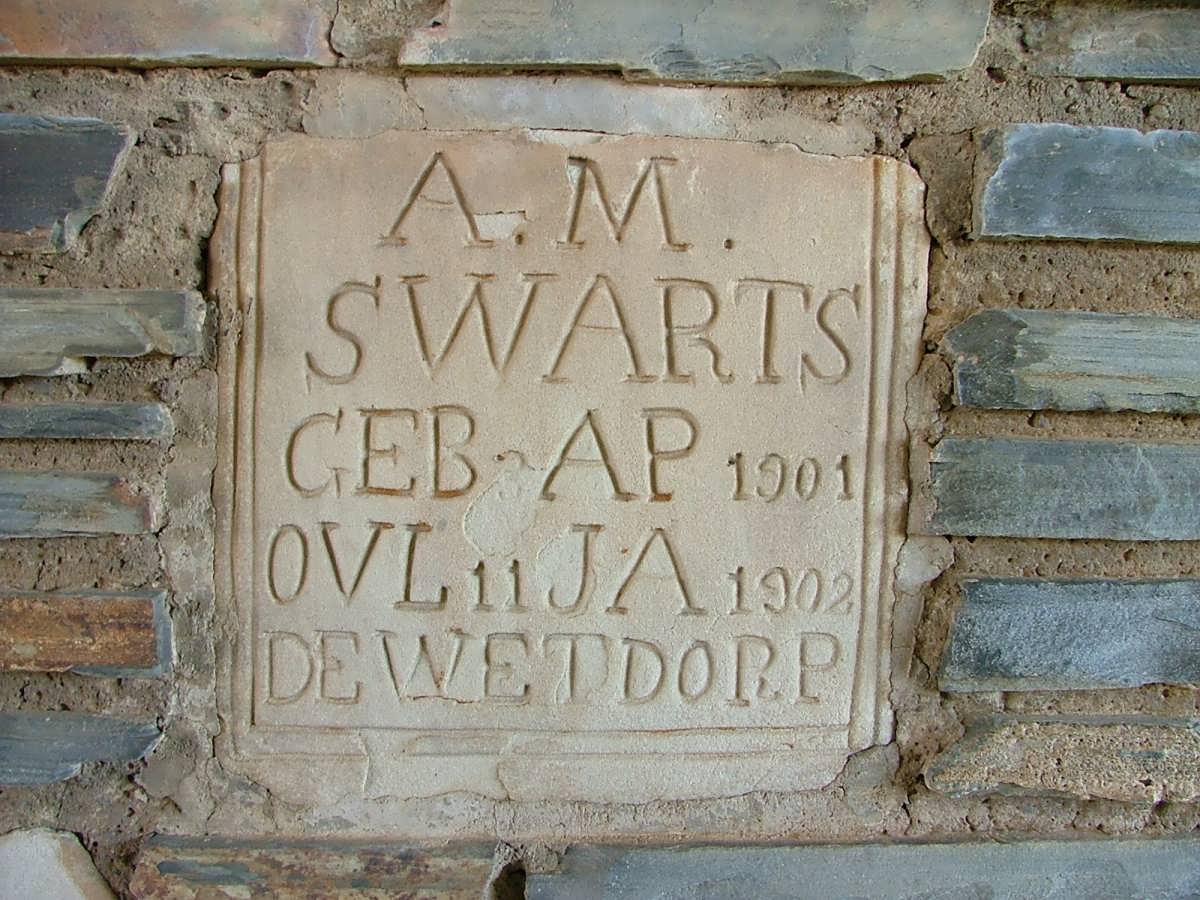 A. M.
SWARTS
GEB AP 1901
OVL 11 JA 1902
DEWETDORP